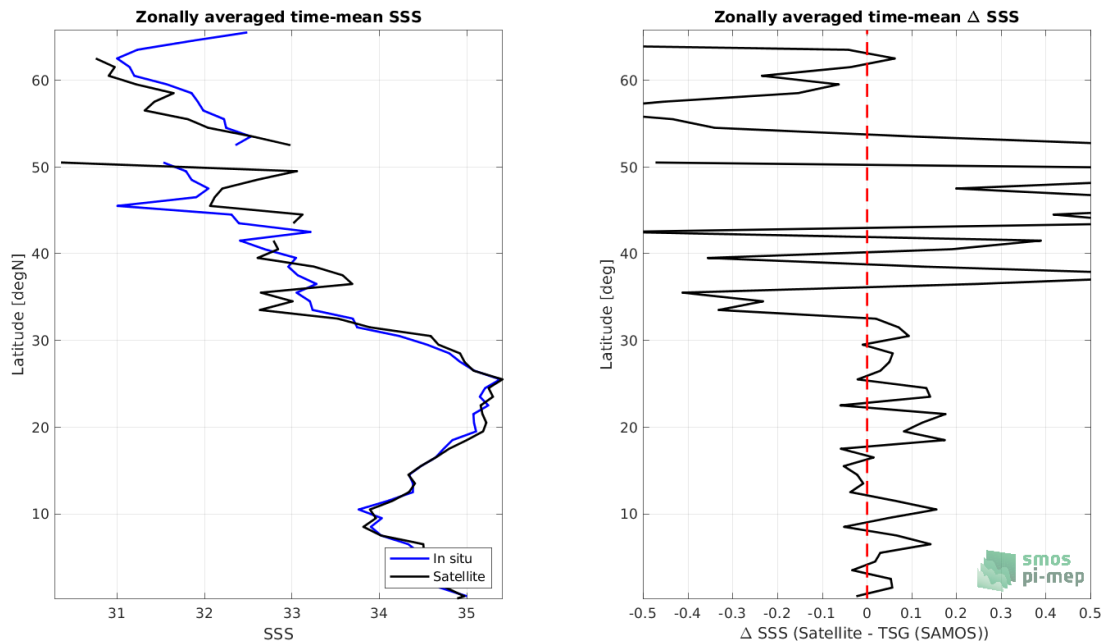 Zonally averaged time-mean SSS
60
50
40
30
20
10
Latitude [degN]
31 32 33 34 35
SSS
In situ
Satellite
Zonally averaged time-mean Δ SSS
60
50
40
30
20
10
Latitude [deg]
-0.5 -0.4 -0.3 -0.2 -0.1 0 0.1 0.2 0.3 0.4 0.5
Δ SSS (Satellite - TSG (SAMOS))
smos
pi-mep